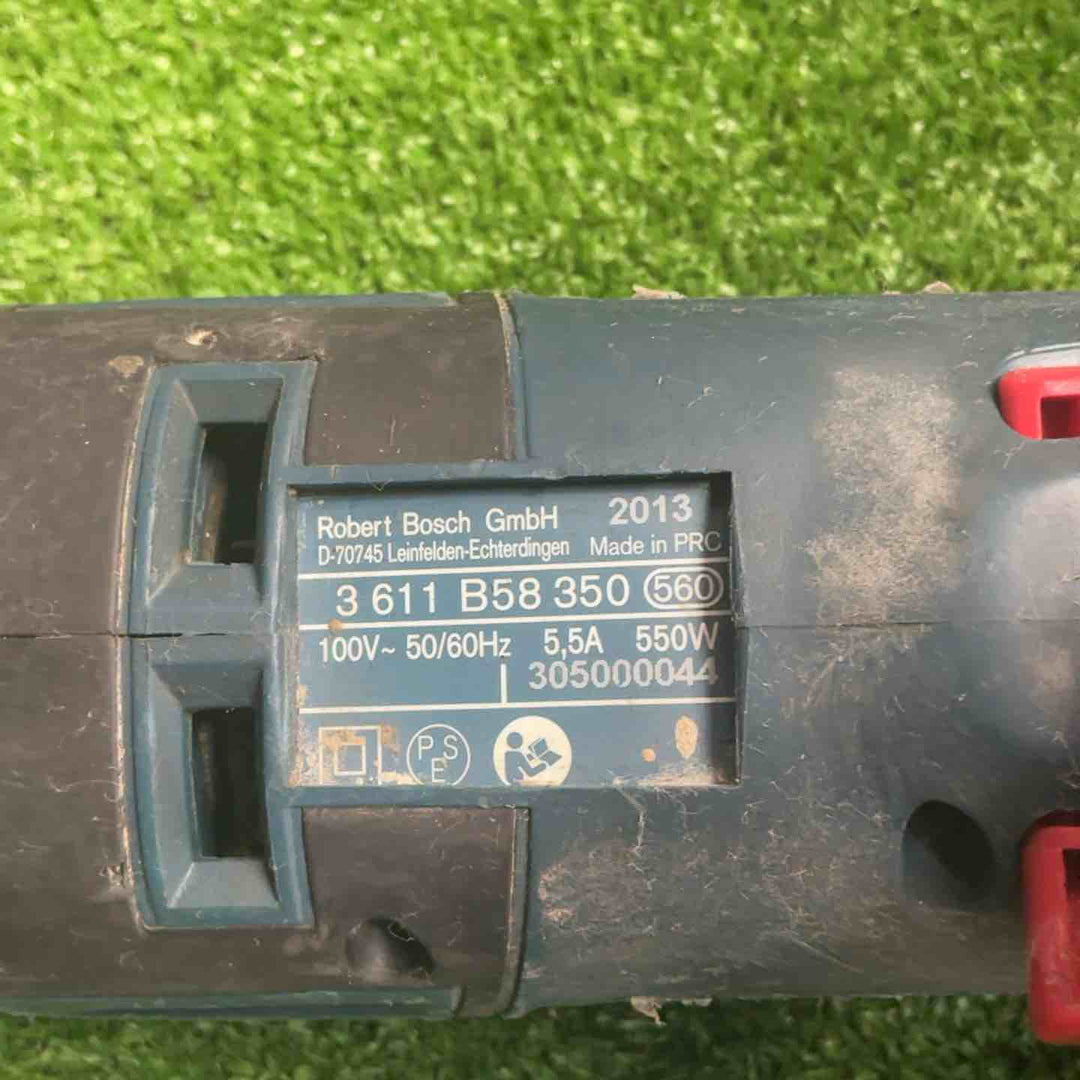 Robert Bosch GmbH 2013
D-70745 Leinfelden-Echterdingen Made in PRC
3 611 B58 350 560
100V~ 50/60Hz 5,5A 550W
305000044
PSE